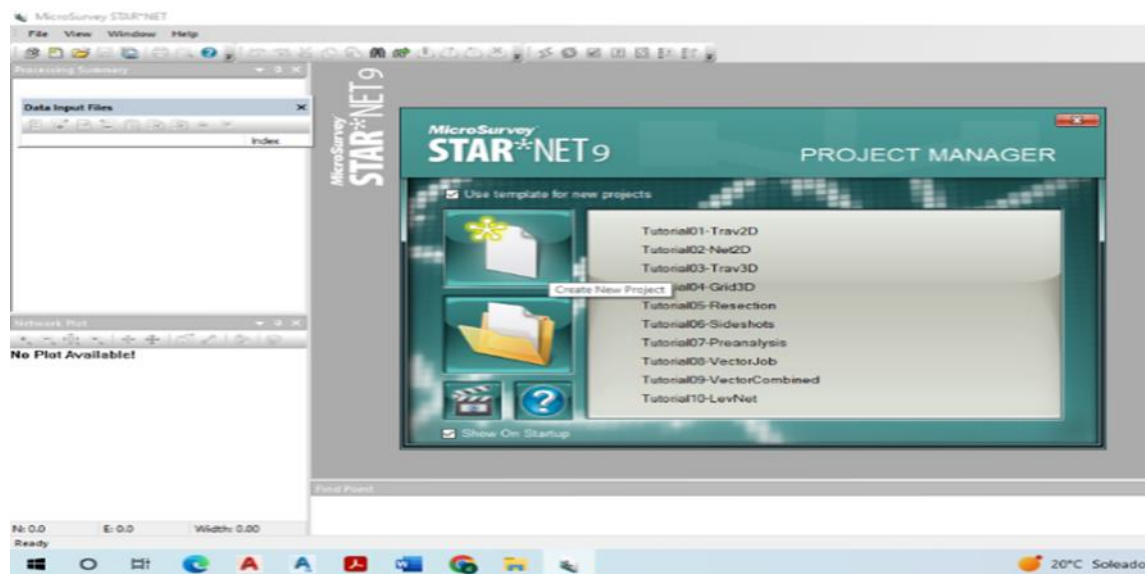 MicroSurvey STAR*NET
File View Window Help
Processing Summary
Data Input Files
Index
MicroSurvey
STAR*NET 9
MicroSurvey
STAR*NET 9
PROJECT MANAGER
Use template for new projects
Tutorial01-Trav2D
Tutorial02-Net2D
Tutorial03-Trav3D
Create New Project
ial04-Grid3D
Tutorial05-Resection
Tutorial06-Sideshots
Tutorial07-Preanalysis
Tutorial08-VectorJob
Tutorial09-VectorCombined
Tutorial10-LevNet
Show On Startup
Network Plot
No Plot Available!
Find Point
N: 0.0 E: 0.0 Width: 0.00
Ready
20°C Soleado